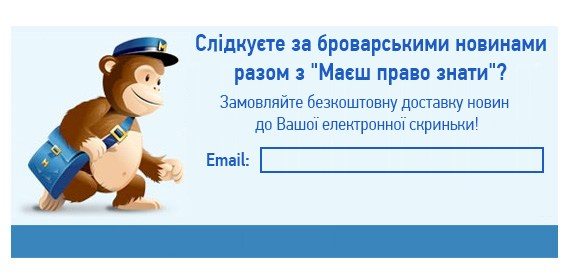 Слідкуєте за броварськими новинами
разом з "Маєш право знати"?
Замовляйте безкоштовну доставку новин
до Вашої електронної скриньки!
Email: